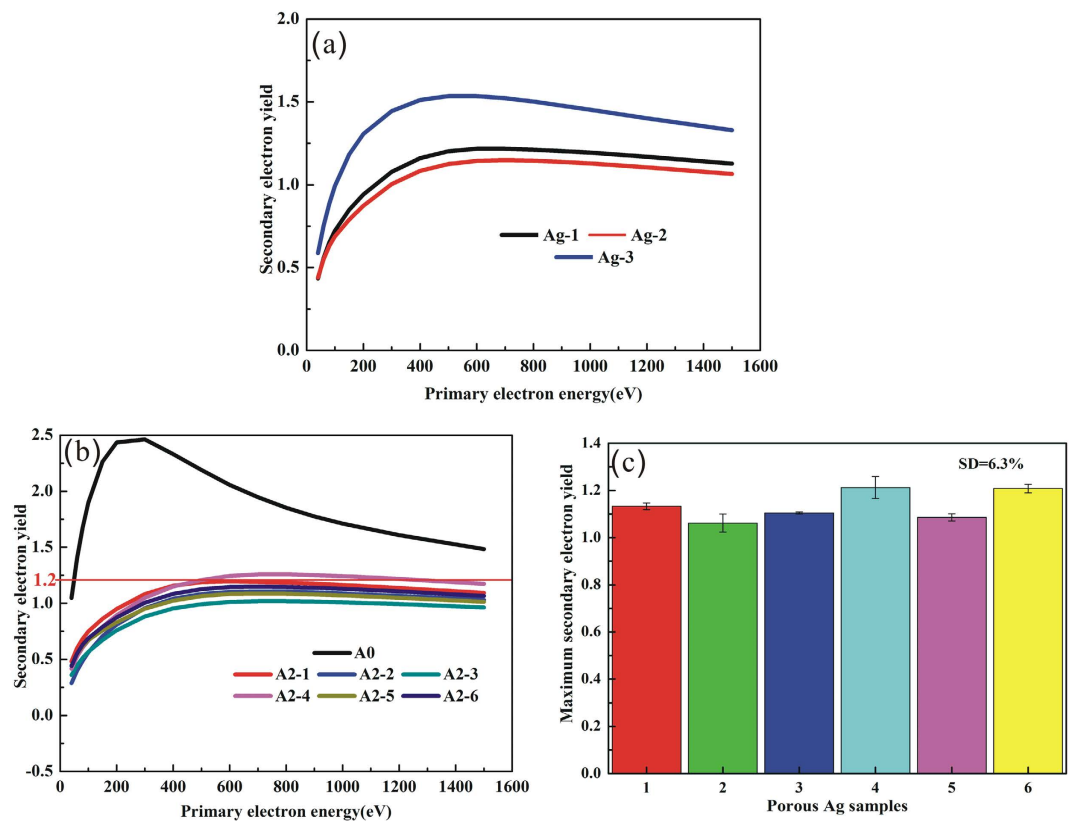 (a)
2.0
1.5
1.0
0.5
0.0
Secondary electron yield
Ag-1 Ag-2
Ag-3
0 200 400 600 800 1000 1200 1400 1600
Primary electron energy(eV)
(b)
2.5
2.0
1.5
1.2
1.0
0.5
0.0
-0.5
Secondary electron yield
A0
A2-1 A2-2 A2-3
A2-4 A2-5 A2-6
0 200 400 600 800 1000 1200 1400 1600
Primary electron energy(eV)
(c)
SD=6.3%
1.4
1.2
1.0
0.8
0.6
0.4
0.2
0.0
Maximum secondary electron yield
1 2 3 4 5 6
Porous Ag samples